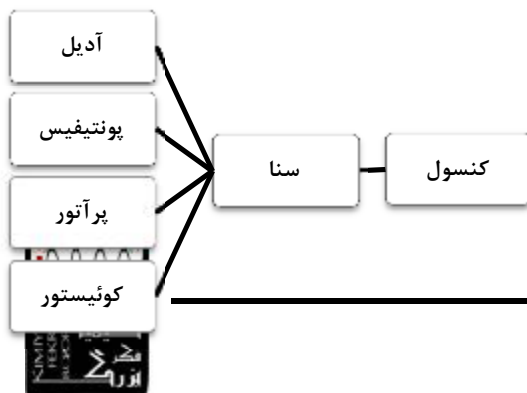 آدیل
پونتیفیس
پرآتور
کوئیستور
سنا
کنسول